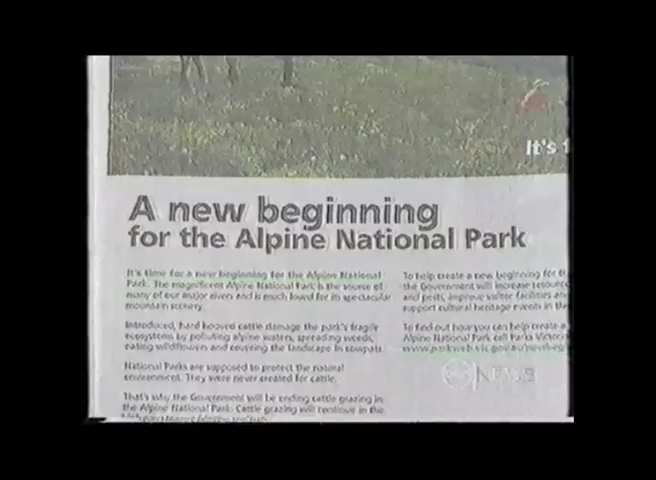 It's
A new beginning
for the Alpine National Park
It's time for a new beginning for the Alpine National
Park. The magnificent Alpine National Park is the source of
many of our major rivers and is much loved for its spectacular
mountain scenery.
Introduced, hard hooved cattle damage the park's fragile
ecosystems by polluting alpine waters, spreading weeds,
eating wildflowers and covering the landscape in cowpats.
National Parks are supposed to protect the natural
environment. They were never created for cattle.
That's why the Government will be ending cattle grazing in
the Alpine National Park. Cattle grazing will continue in the
To help create a new beginning for
the Government will increase
and pests, improve visitor facilities
support cultural heritage events in
To find out how you can help create
Alpine National Park call Parks
www.parkweb.vic.gov.au/
NEWS